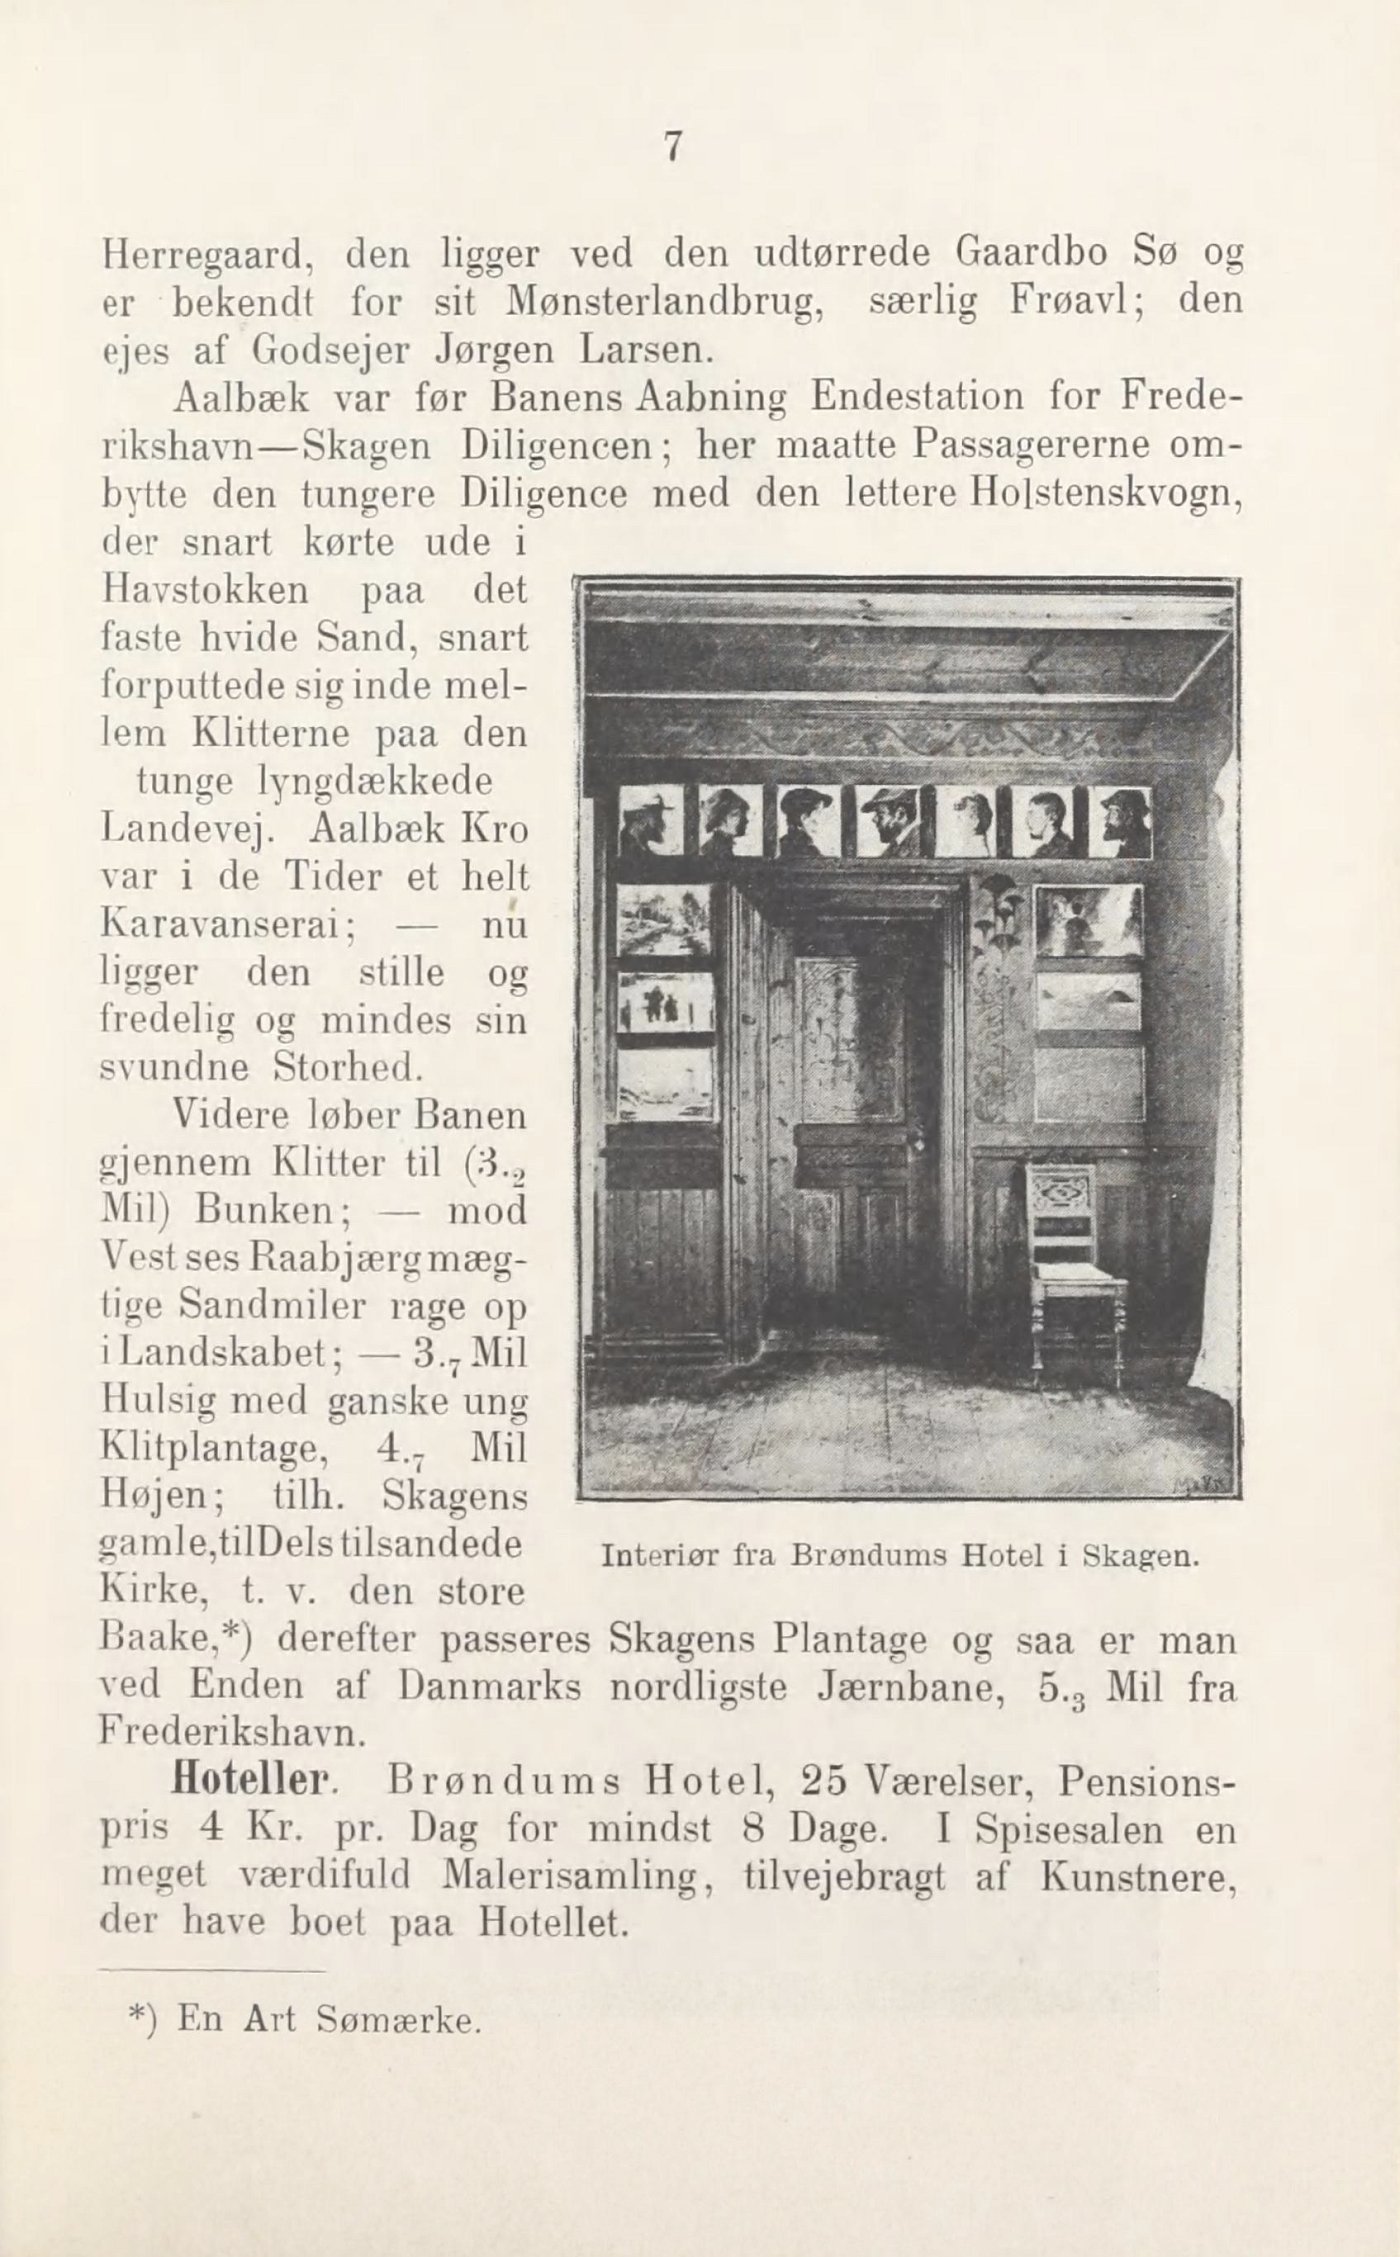 7
Herregaard, den ligger ved den udtørrede Gaardbo Sø og
er bekendt for sit Mønsterlandbrug, særlig Frøavl; den
ejes af Godsejer Jørgen Larsen.
Aalbæk var før Banens Aabning Endestation for Frede-
rikshavn—Skagen Diligencen; her maatte Passagererne om-
bytte den tungere Diligence med den lettere Holstenskvogn,
der snart kørte ude i
Havstokken paa det
faste hvide Sand, snart
forputtede sig inde mel-
lem Klitterne paa den
tunge lyngdækkede
Landevej. Aalbæk Kro
var i de Tider et helt
Karavanserai; — nu
ligger den stille og
fredelig og mindes sin
svundne Storhed.
Videre løber Banen
gjennem Klitter til (3.₂
Mil) Bunken; — mod
Vest ses Raabjærg mæg-
tige Sandmiler rage op
i Landskabet; — 3.₇ Mil
Hulsig med ganske ung
Klitplantage, 4.₇ Mil
Højen; tilh. Skagens
gamle, til Dels tilsandede
Kirke, t. v. den store
Baake,*) derefter passeres Skagens Plantage og saa er man
ved Enden af Danmarks nordligste Jærnbane, 5.₃ Mil fra
Frederikshavn.
Hoteller. Brøndums Hotel, 25 Værelser, Pensions-
pris 4 Kr. pr. Dag for mindst 8 Dage. I Spisesalen en
meget værdifuld Malerisamling, tilvejebragt af Kunstnere,
der have boet paa Hotellet.
Interiør fra Brøndums Hotel i Skagen.
*) En Art Sømærke.